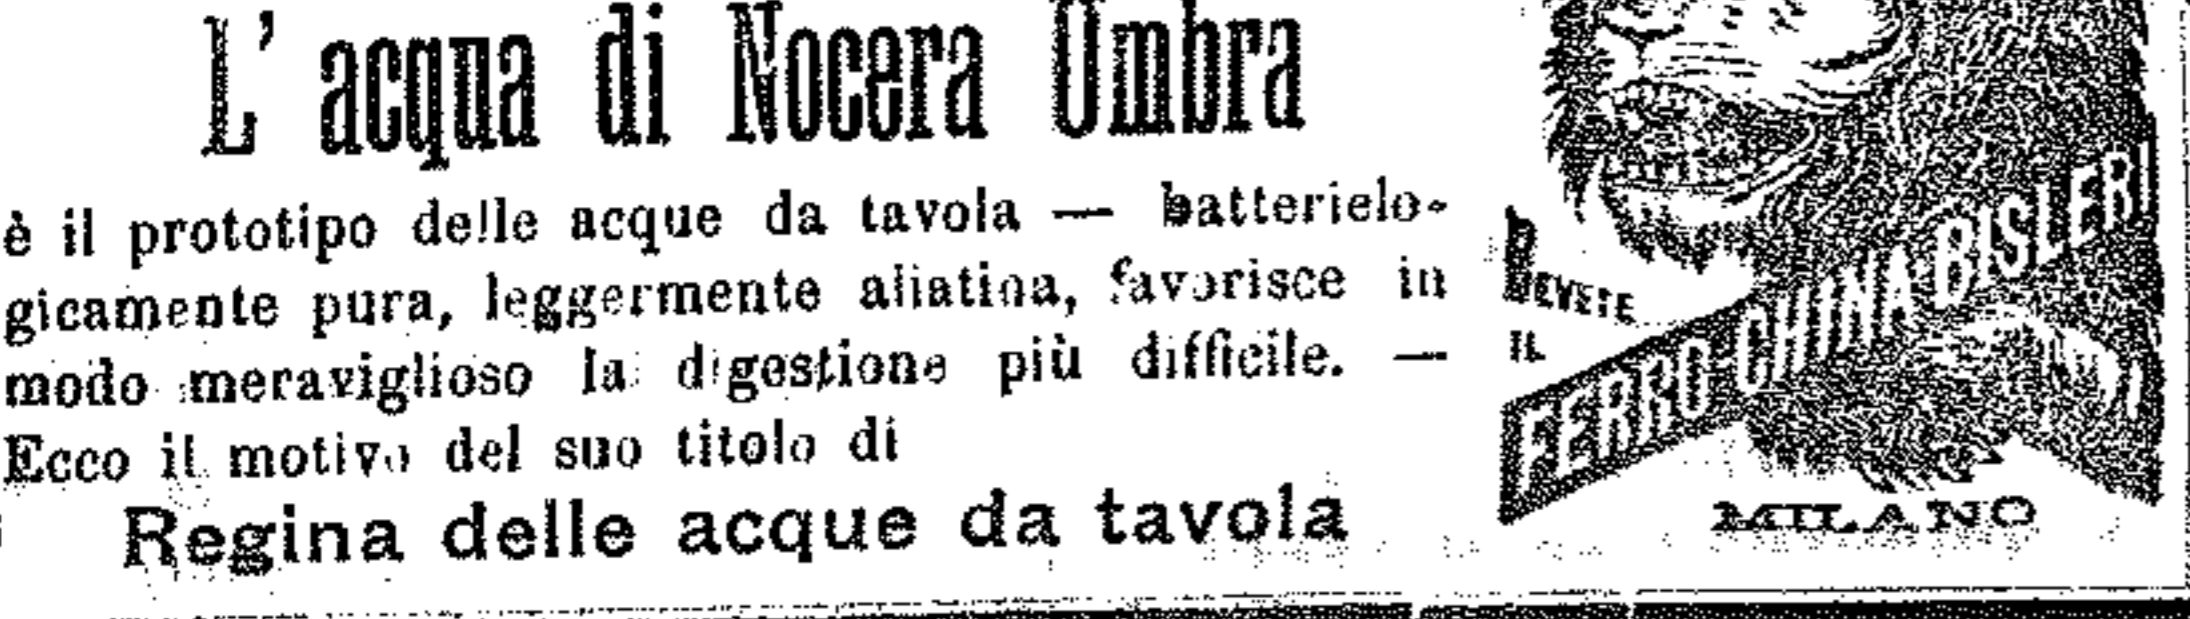 L' acqua di Nocera Umbra
è il prototipo delle acque da tavola — batterielo-
gicamente pura, leggermente aliatina, favorisce in
modo meraviglioso la digestione più difficile. —
Ecco il motivo del suo titolo di
Regina delle acque da tavola
BEVETE
IL
FERRO CHINA BISLERI
MILANO